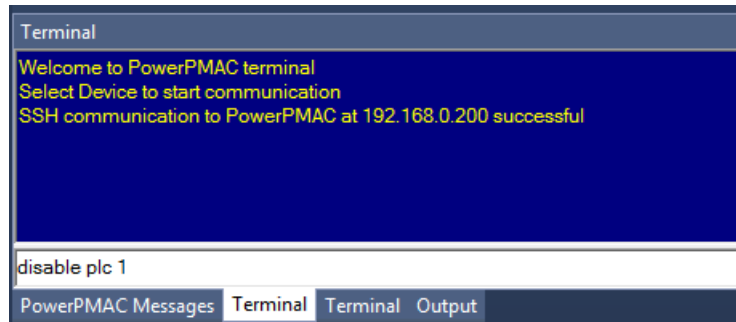 Terminal
Welcome to PowerPMAC terminal
Select Device to start communication
SSH communication to PowerPMAC at 192.168.0.200 successful
disable plc 1
PowerPMAC Messages Terminal Terminal Output